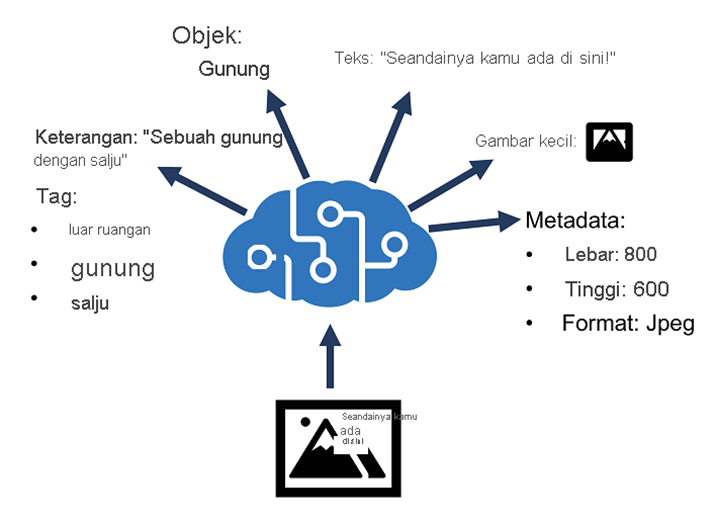 Objek:
Gunung
Teks: "Seandainya kamu ada di sini!"
Keterangan: "Sebuah gunung
dengan salju"
Gambar kecil:
Tag:
• luar ruangan
• gunung
• salju
Metadata:
• Lebar: 800
• Tinggi: 600
• Format: Jpeg
Seandainya kamu
ada
di sini